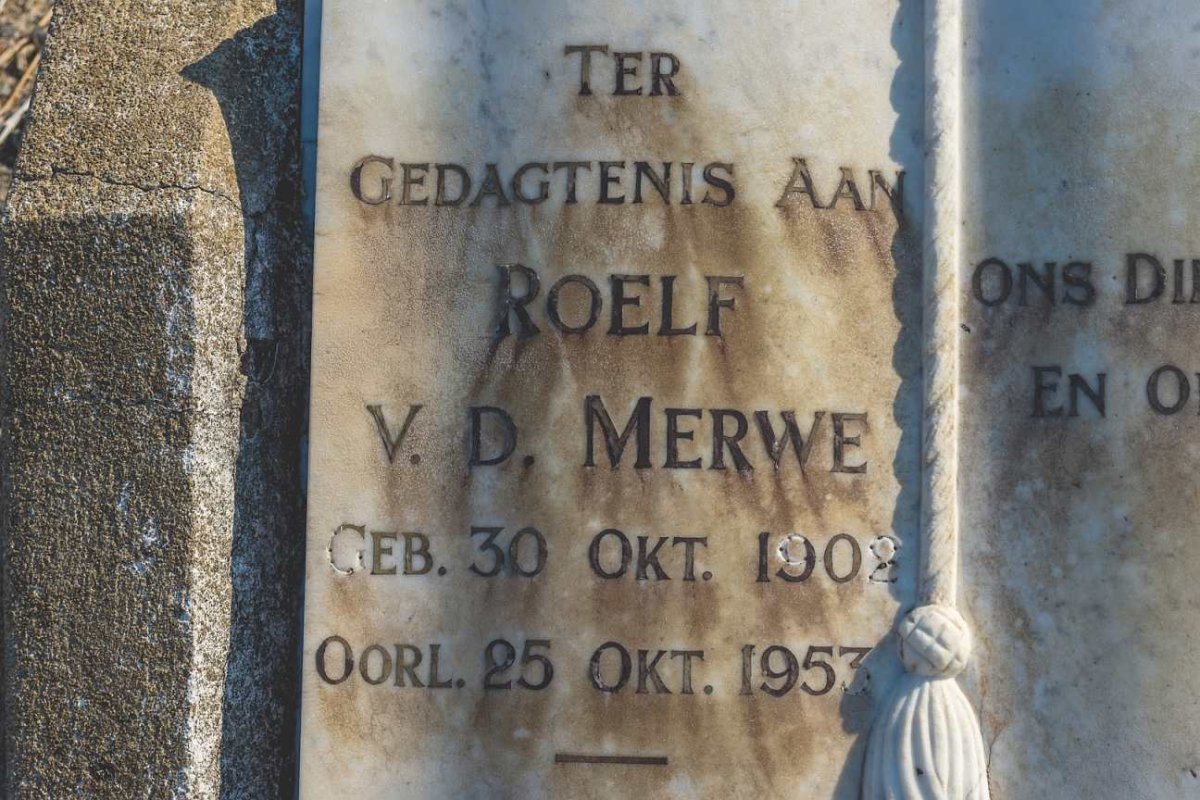 TER
GEDAGTENIS AAN
ROELF
V. D. MERWE
GEB. 30 OKT. 1902
OORL. 25 OKT. 1953
ONS
EN